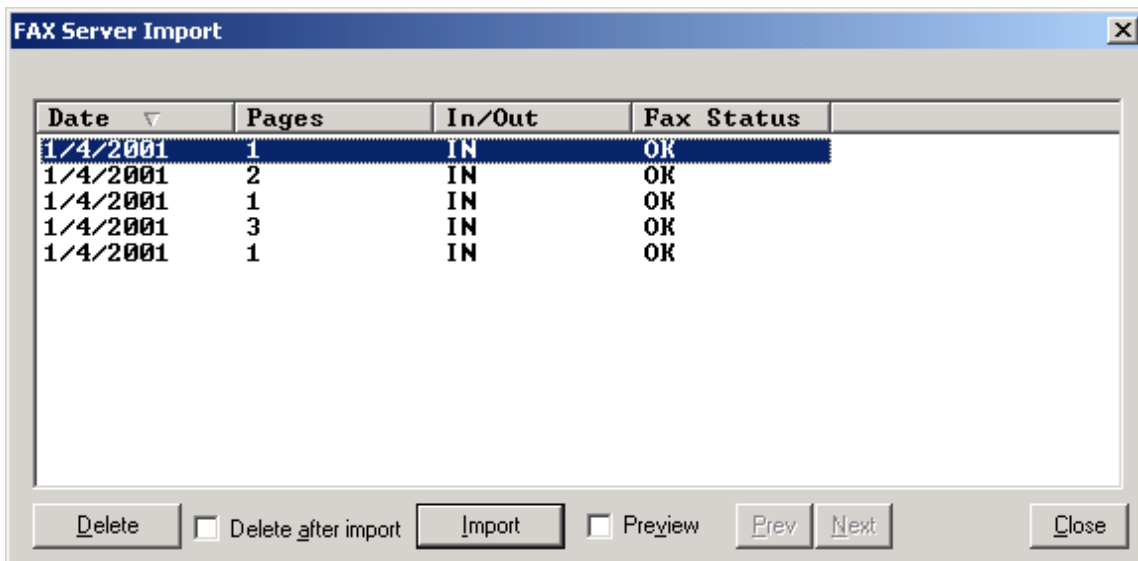 FAX Server Import
Date Pages In/Out Fax Status
1/4/2001 1 IN OK
1/4/2001 2 IN OK
1/4/2001 1 IN OK
1/4/2001 3 IN OK
1/4/2001 1 IN OK
Delete Delete after import Import Preview Prev Next Close